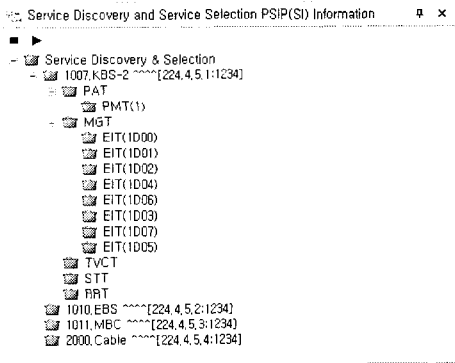 Service Discovery and Service Selection PSIP(SI) Information
Service Discovery & Selection
1007,KBS-2 ^^^^[224,4,5,1:1234]
PAT
PMT(1)
MGT
EIT(1D00)
EIT(1D01)
EIT(1D02)
EIT(1D04)
EIT(1D06)
EIT(1D03)
EIT(1D07)
EIT(1D05)
TVCT
STT
RRT
1010,EBS ^^^^[224,4,5,2:1234]
1011,MBC ^^^^[224,4,5,3:1234]
2000,Cable ^^^^[224,4,5,4:1234]